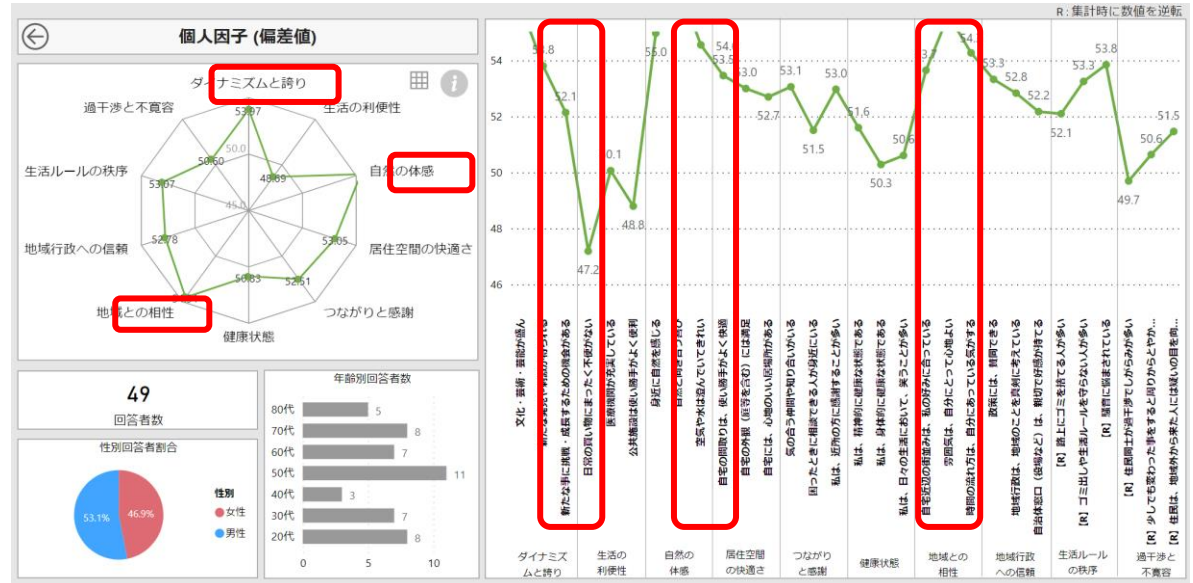 R : 集計時に数値を逆転
個人因子 (偏差値)
ダイナミズムと誇り
過干渉と不寛容
生活の利便性
53.97
50.0
50.60
48.69
生活ルールの秩序
自然の体感
53.07
45.0
52.78
53.05
地域行政への信頼
居住空間の快適さ
50.83
52.51
地域との相性
つながりと感謝
健康状態
49
回答者数
性別回答者割合
53.1%
46.9%
性別
女性
男性
年齢別回答者数
80代
5
70代
8
60代
7
50代
11
40代
3
30代
7
20代
8
0
5
10
54
52
50
48
46
52.1
47.2
48.8
53.5
53.0
52.7
53.1
51.5
53.0
51.6
50.3
50.6
53.3
52.8
52.2
52.1
53.3
53.8
49.7
50.6
51.5
文化・芸術・芸能が盛ん
新たな事に挑戦・成長するための機会がある
日常の買い物にまったく不便がない
医療機関が充実している
公共施設は使い勝手がよく便利
身近に自然を感じる
空気や水は澄んでいてきれい
自宅の間取りは、使い勝手がよく快適
自宅の外観（庭等を含む）には満足
自宅には、心地のいい居場所がある
気の合う仲間や知り合いがいる
困ったときに相談できる人が身近にいる
私は、近所の方に感謝することが多い
私は、精神的に健康な状態である
私は、身体的に健康な状態である
私は、日々の生活において、笑うことが多い
自宅近辺の街並みは、私の好みに合っている
雰囲気は、自分にとって心地よい
時間の流れ方は、自分にあっている気がする
政策には、賛同できる
地域行政は、地域のことを真剣に考えている
自治体窓口（役場など）は、親切で好感が持てる
【R】路上にゴミを捨てる人が多い
【R】ゴミ出しや生活ルールを守らない人が多い
【R】騒音に悩まされている
【R】住民同士が過干渉でしがらみが多い
【R】少しでも変わった事をすると周りからとやか...
【R】住民は、地域外から来た人には疑いの目を向...
ダイナミズ
ムと誇り
生活の
利便性
自然の
体感
居住空間
の快適さ
つながり
と感謝
健康状態
地域との
相性
地域行政
への信頼
生活ルール
の秩序
過干渉と
不寛容